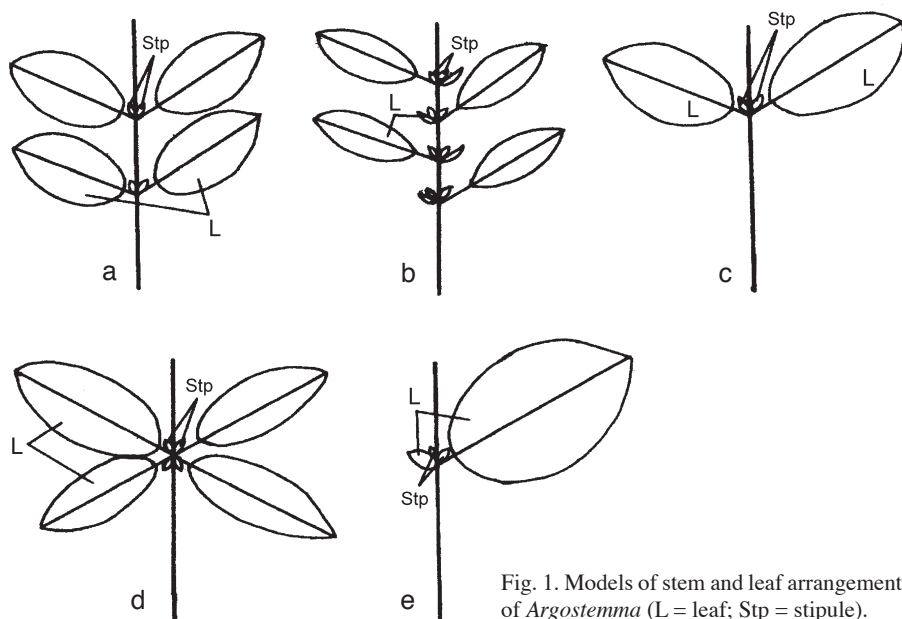 Stp
L
a
Stp
L
b
Stp
L
L
c
Stp
L
d
L
Stp
e
Fig. 1. Models of stem and leaf arrangement
of Argostemma (L = leaf; Stp = stipule).